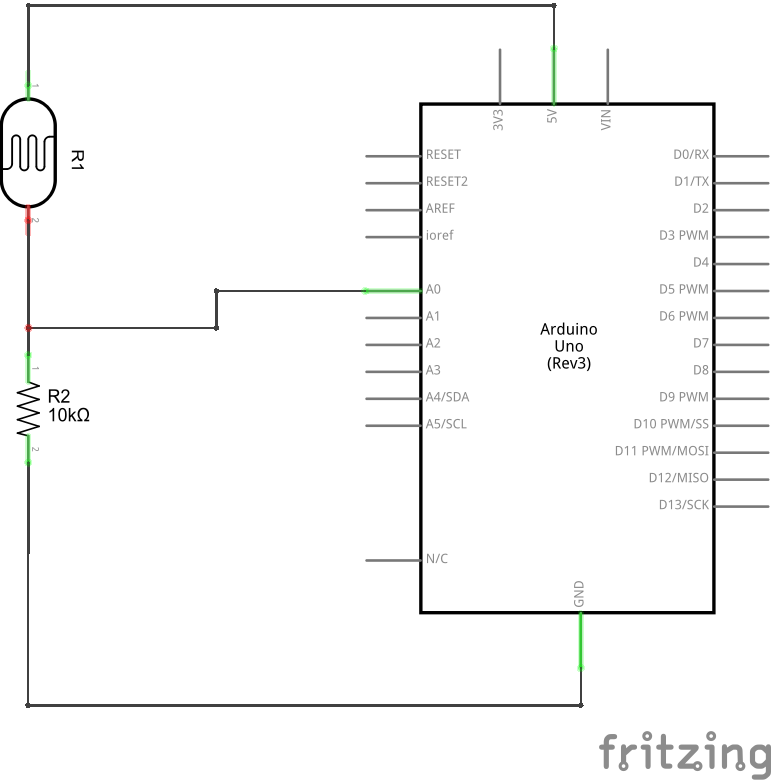 3V3
5V
VIN
1
R1
2
RESET
RESET2
AREF
ioref
A0
A1
A2
A3
A4/SDA
A5/SCL
N/C
D0/RX
D1/TX
D2
D3 PWM
D4
D5 PWM
D6 PWM
D7
D8
D9 PWM
D10 PWM/SS
D11 PWM/MOSI
D12/MISO
D13/SCK
Arduino
Uno
(Rev3)
1
R2
10kΩ
2
GND
fritzing